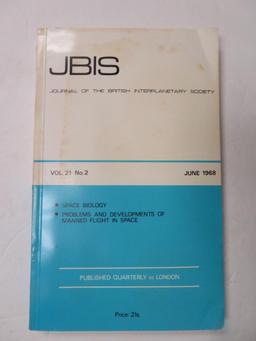 JBIS
JOURNAL OF THE BRITISH INTERPLANETARY SOCIETY
VOL. 21 No. 2 JUNE 1968
SPACE BIOLOGY
PROBLEMS AND DEVELOPMENTS OF
MANNED FLIGHT IN SPACE
PUBLISHED QUARTERLY IN LONDON
Price: 21s.